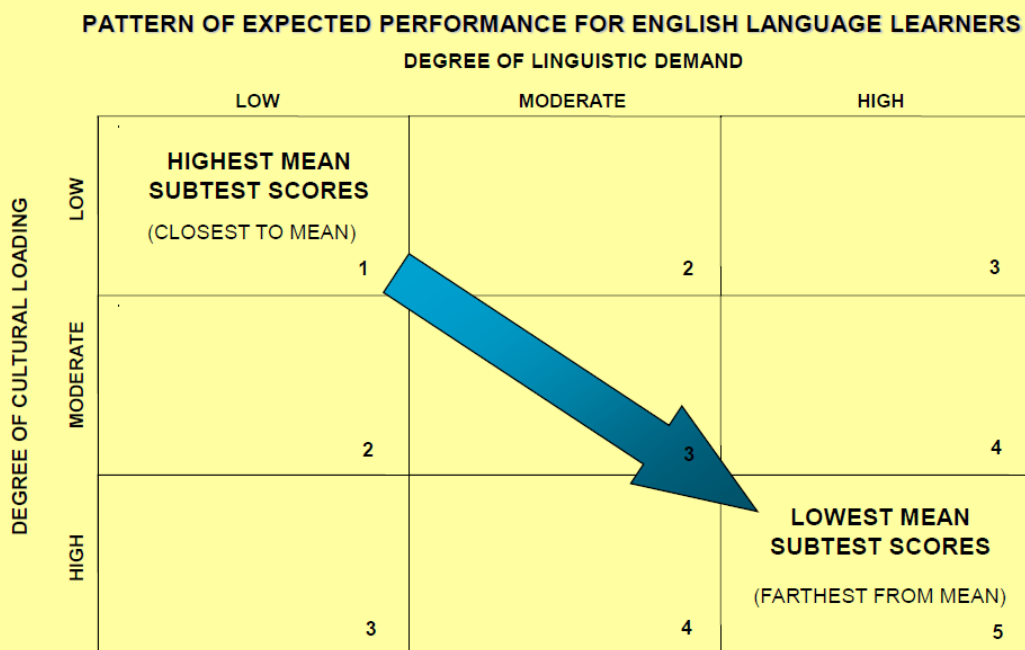 PATTERN OF EXPECTED PERFORMANCE FOR ENGLISH LANGUAGE LEARNERS
DEGREE OF LINGUISTIC DEMAND
LOW
MODERATE
HIGH
DEGREE OF CULTURAL LOADING
LOW
HIGHEST MEAN
SUBTEST SCORES
(CLOSEST TO MEAN)
1
2
3
MODERATE
2
3
4
HIGH
3
4
LOWEST MEAN
SUBTEST SCORES
(FARTHEST FROM MEAN)
5